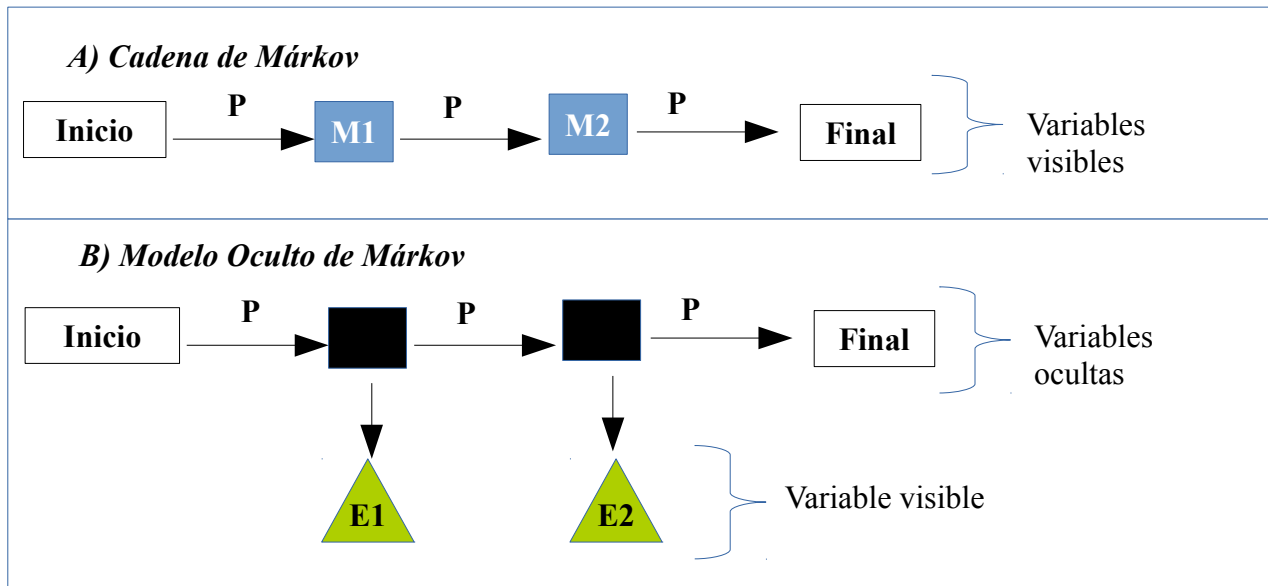 A) Cadena de Márkov
P
P
P
Inicio
M1
M2
Final
Variables
visibles
B) Modelo Oculto de Márkov
P
P
P
Inicio
Final
Variables
ocultas
E1
E2
Variable visible